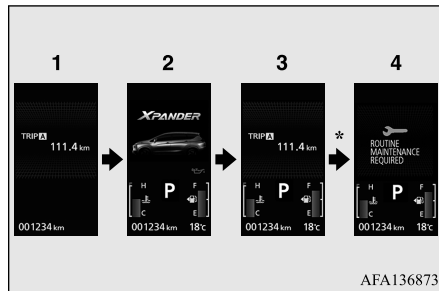 1 2 3 4
TRIP A
111.4 km
001234 km
XPANDER
H P F
C E
001234 km 18°C
TRIP A
111.4 km
H P F
C E
001234 km 18°C
*
ROUTINE
MAINTENANCE
REQUIRED
H P F
C E
001234 km 18°C
AFA136873